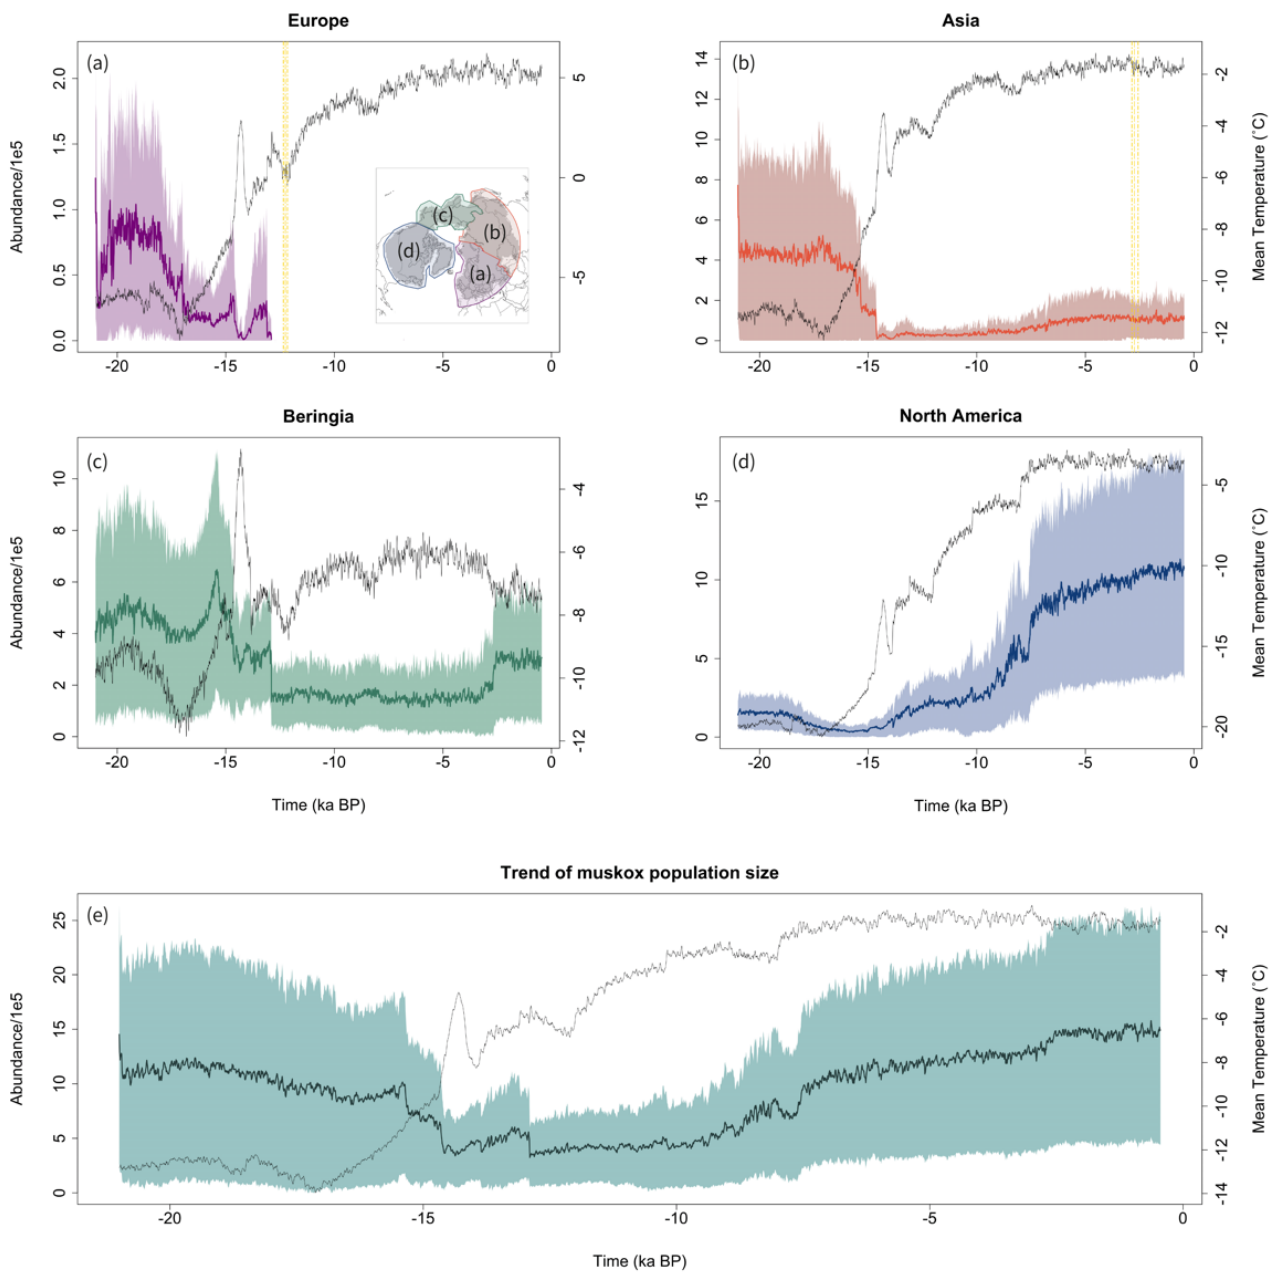 Europe
Asia
(a)
(b)
Abundance/1e5
0.0 0.5 1.0 1.5 2.0
-5 0 5
-20 -15 -10 -5 0
(c)
(b)
(d)
(a)
0 2 4 6 8 10 12 14
-12 -10 -8 -6 -4 -2
Mean Temperature (˚C)
-20 -15 -10 -5 0
Beringia
North America
(c)
(d)
Abundance/1e5
0 2 4 6 8 10
-12 -10 -8 -6 -4
-20 -15 -10 -5 0
Time (ka BP)
0 5 10 15
-20 -15 -10 -5
Mean Temperature (˚C)
-20 -15 -10 -5 0
Time (ka BP)
Trend of muskox population size
(e)
Abundance/1e5
0 5 10 15 20 25
-14 -12 -10 -8 -6 -4 -2
Mean Temperature (˚C)
-20 -15 -10 -5 0
Time (ka BP)